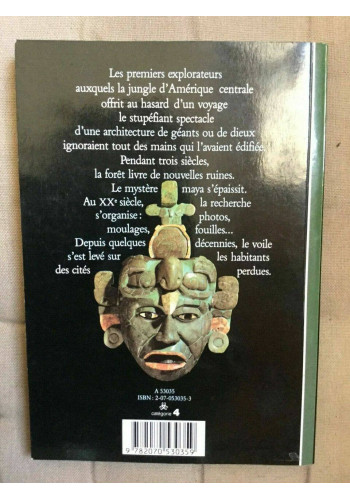 Les premiers explorateurs
auxquels la jungle d'Amérique centrale
offrit au hasard d'un voyage
le stupéfiant spectacle
d'une architecture de géants ou de dieux
ignoraient tout des mains qui l'avaient édifiée.
Pendant trois siècles,
la forêt livre de nouvelles ruines.
Le mystère maya s'épaissit.
Au XXe siècle, la recherche
s'organise: photos,
moulages, fouilles...
Depuis quelques décennies, le voile
s'est levé sur les habitants
des cités perdues.
A 53035
ISBN: 2-07-053035-3
catégorie 4
9 782070 530359